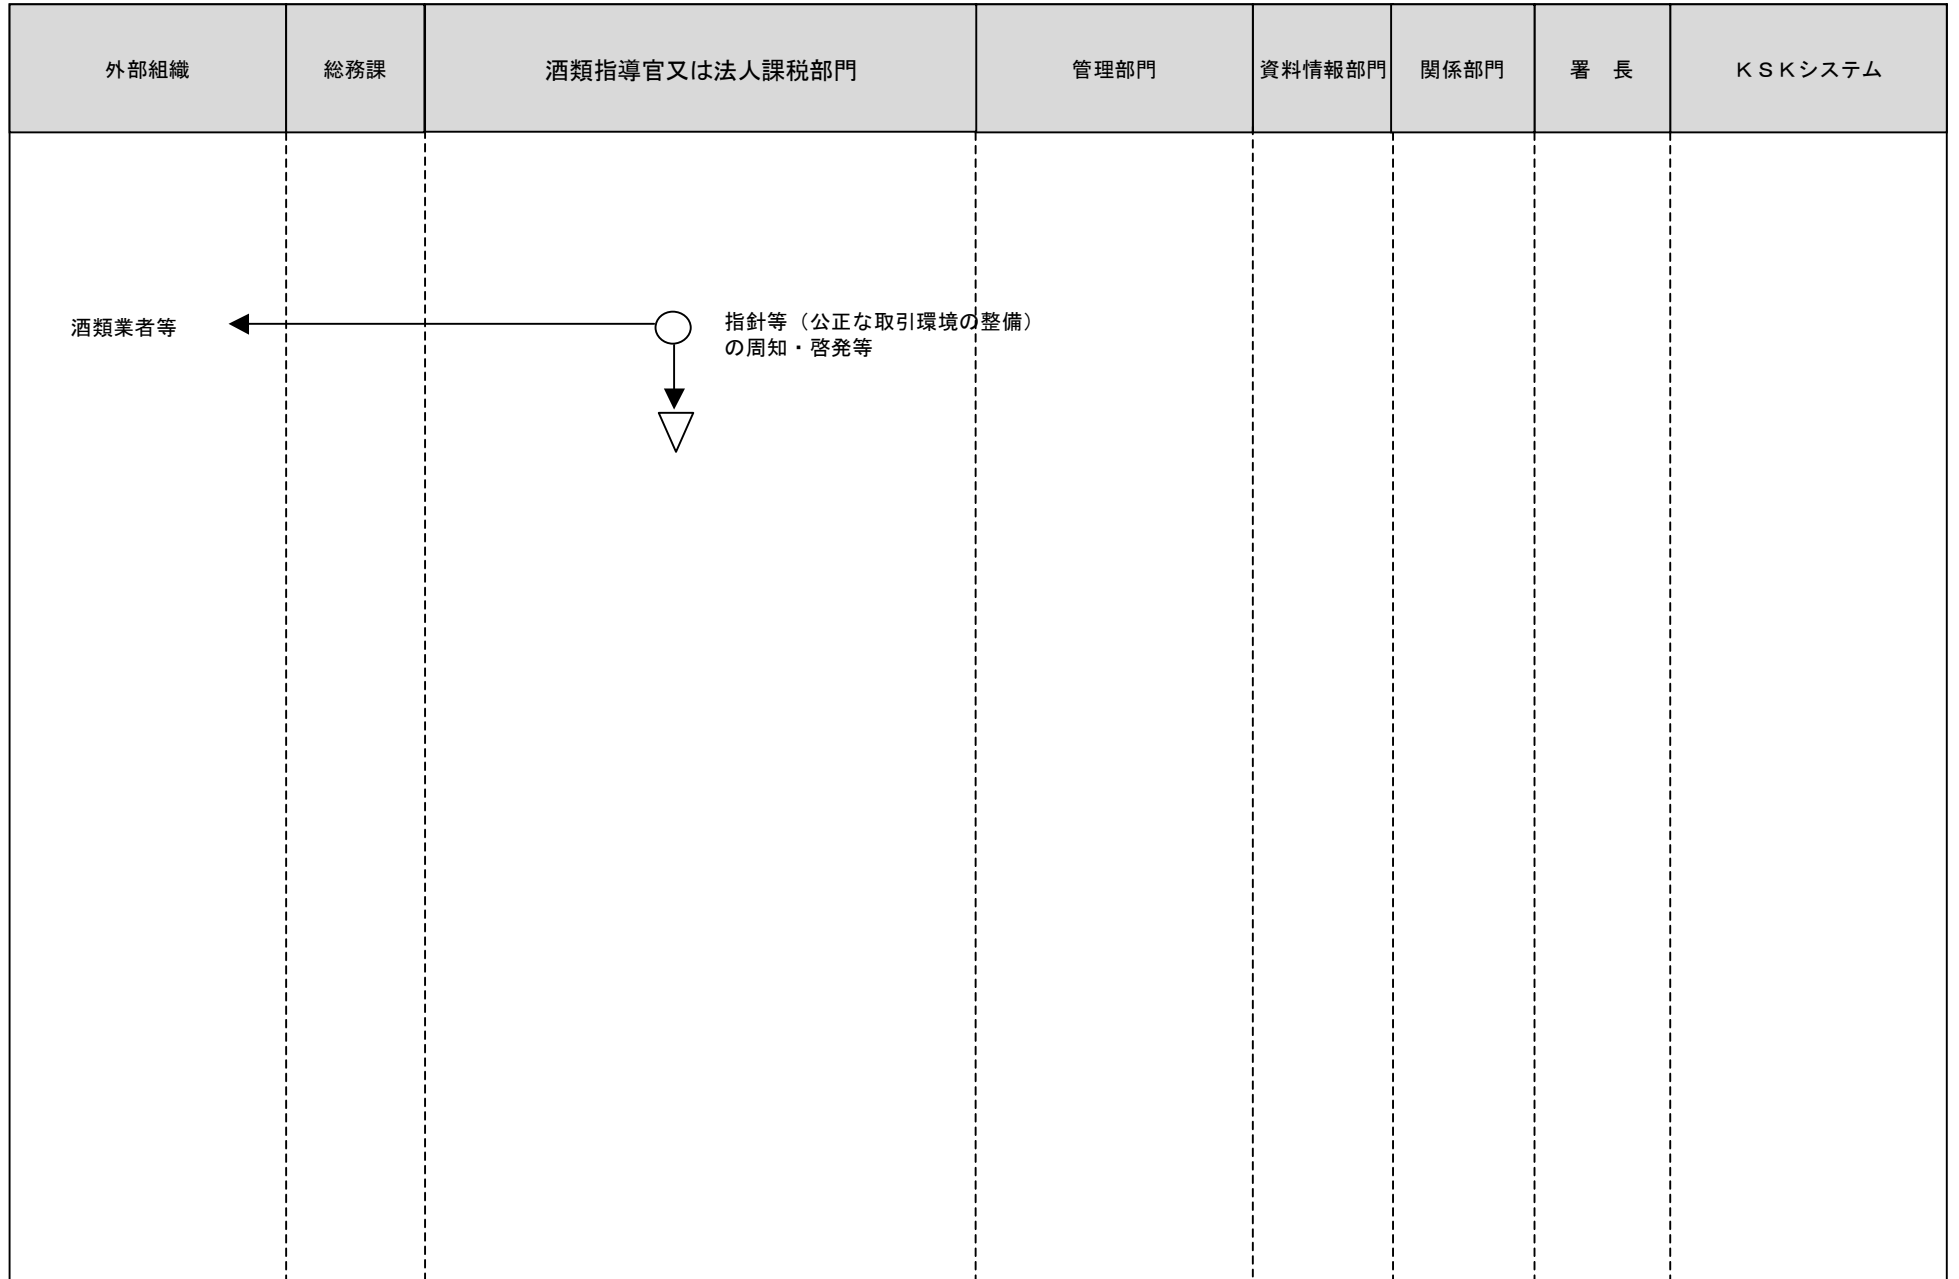 外部組織
総務課
酒類指導官又は法人課税部門
管理部門
資料情報部門
関係部門
署　長
ＫＳＫシステム
酒類業者等
指針等（公正な取引環境の整備）
の周知・啓発等